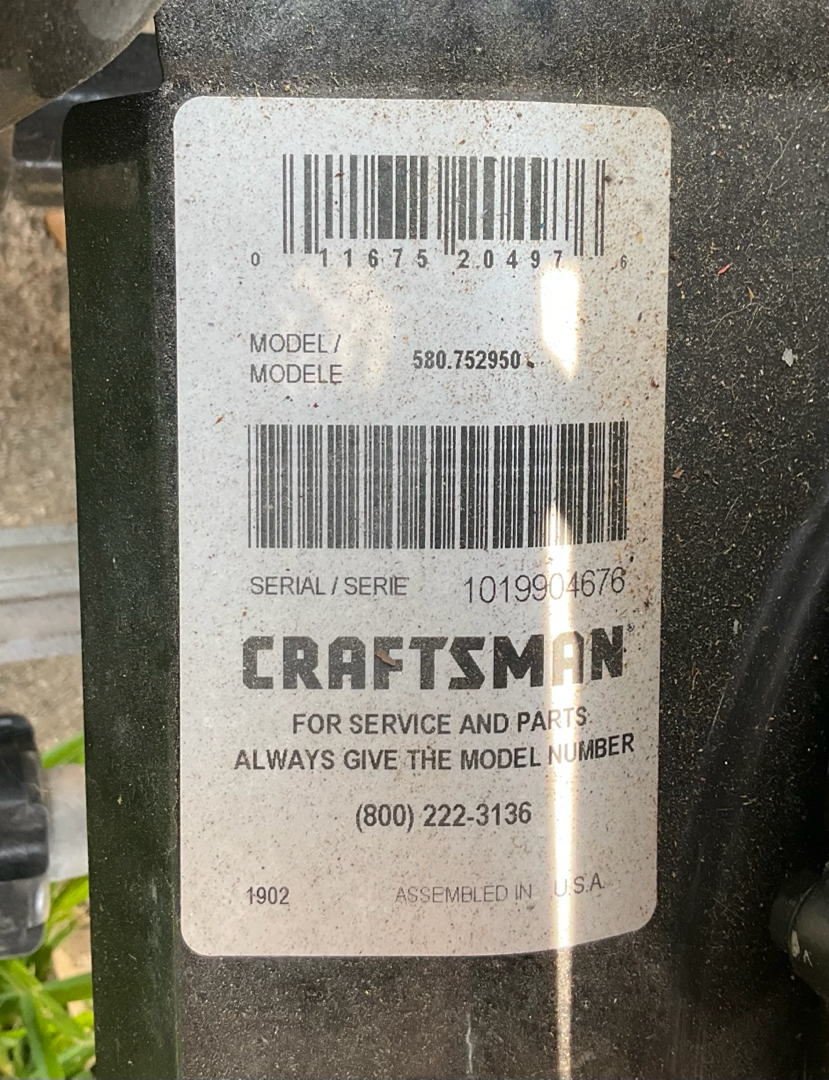 0 11675 20497 6
MODEL / 580.752950
MODELE
SERIAL / SERIE 1019904676
CRAFTSMAN®
FOR SERVICE AND PARTS
ALWAYS GIVE THE MODEL NUMBER
(800) 222-3136
1902 ASSEMBLED IN U.S.A.